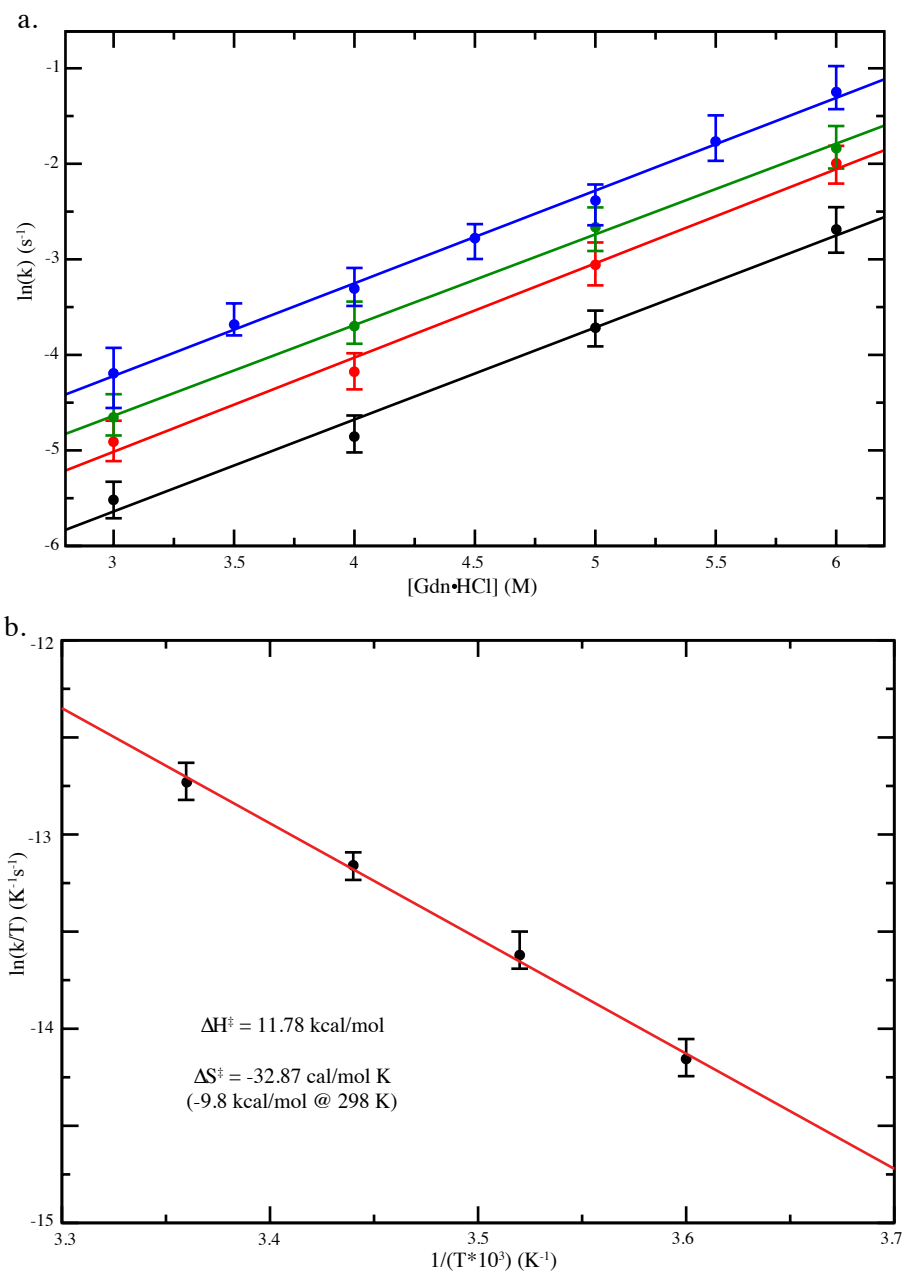 a.
-1
-2
-3
-4
-5
-6
ln(k) (s⁻¹)
3 3.5 4 4.5 5 5.5 6
[Gdn•HCl] (M)
b.
-12
-13
-14
-15
ln(k/T) (K⁻¹s⁻¹)
ΔH‡ = 11.78 kcal/mol
ΔS‡ = -32.87 cal/mol K
(-9.8 kcal/mol @ 298 K)
3.3 3.4 3.5 3.6 3.7
1/(T*10³) (K⁻¹)